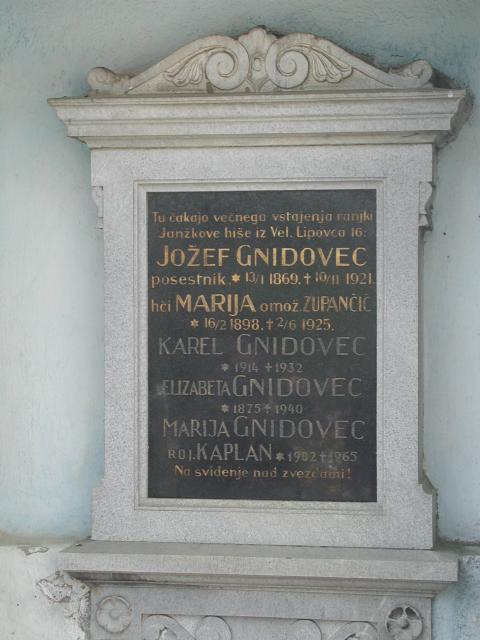 Tu čakajo večnega vstajenja ranjki
Janžkove hiše iz Vel. Lipovca 16:
JOŽEF GNIDOVEC
posestnik. * 13/1 1869. † 10/11 1921.
hči MARIJA omož. ZUPANČIČ
* 16/2 1898. † 2/6 1925.
KAREL GNIDOVEC
* 1914 † 1932
ELIZABETA GNIDOVEC
* 1875 † 1940
MARIJA GNIDOVEC
ROJ. KAPLAN * 1902 † 1965
Na svidenje nad zvezdami!